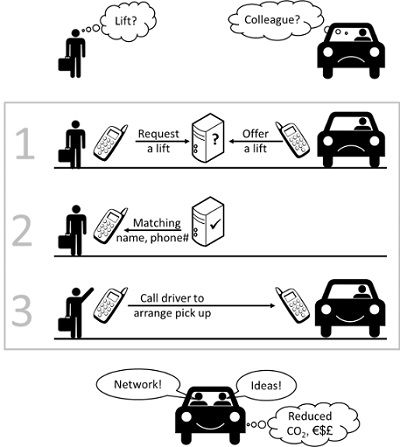 Lift?
Colleague?
1
Request
a lift
?
Offer
a lift
2
Matching
name, phone#
3
Call driver to
arrange pick up
Network!
Ideas!
Reduced
CO₂, €$£